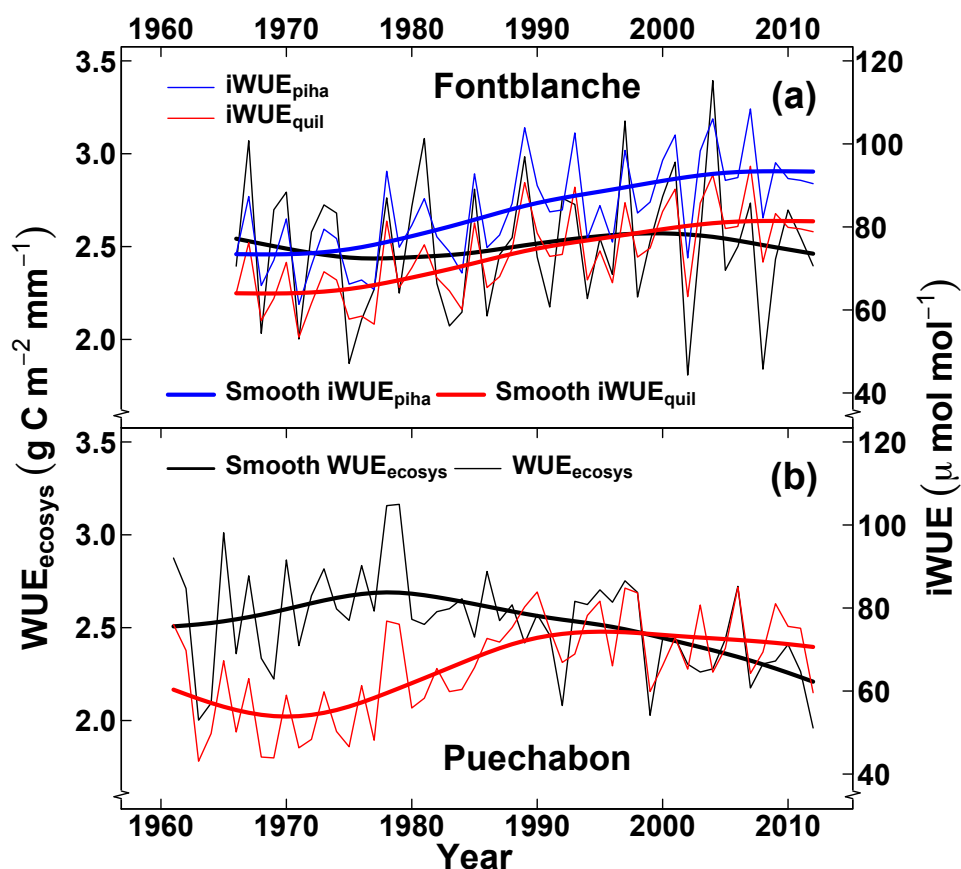 1960 1970 1980 1990 2000 2010
3.5 120
iWUEpiha Fontblanche (a)
iWUEquil
100
3.0
80
2.5
60
2.0
40
Smooth iWUEpiha Smooth iWUEquil
3.5 120
Smooth WUEecosys WUEecosys (b)
100
3.0
80
2.5
60
2.0
Puechabon
40
1960 1970 1980 1990 2000 2010
Year
WUEecosys (g C m−2 mm−1)
iWUE (μ mol mol−1)